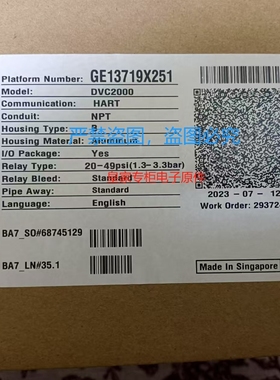 Platform Number: GE13719X251
Model: DVC2000
Communication: HART
Conduit: NPT
Housing Type: B
严禁盗图，盗图必究
Housing Material: Aluminum
I/O Package: Yes
Relay Type: 20-49psi(1.3-3.3bar)
Relay Bleed: Standard
Pipe Away: Standard
Language: English
2023 - 07 - 12
Work Order: 29372
BA7_SO#68745129
BA7_LN#35.1
Made In Singapore